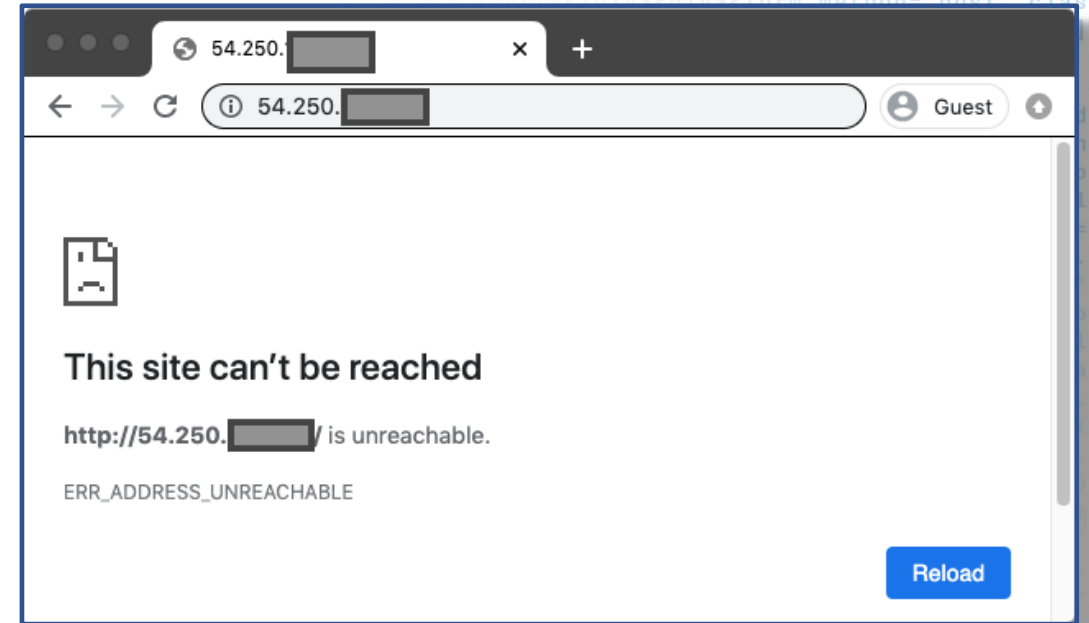 54.250.
54.250.
Guest
This site can't be reached
http://54.250. / is unreachable.
ERR_ADDRESS_UNREACHABLE
Reload